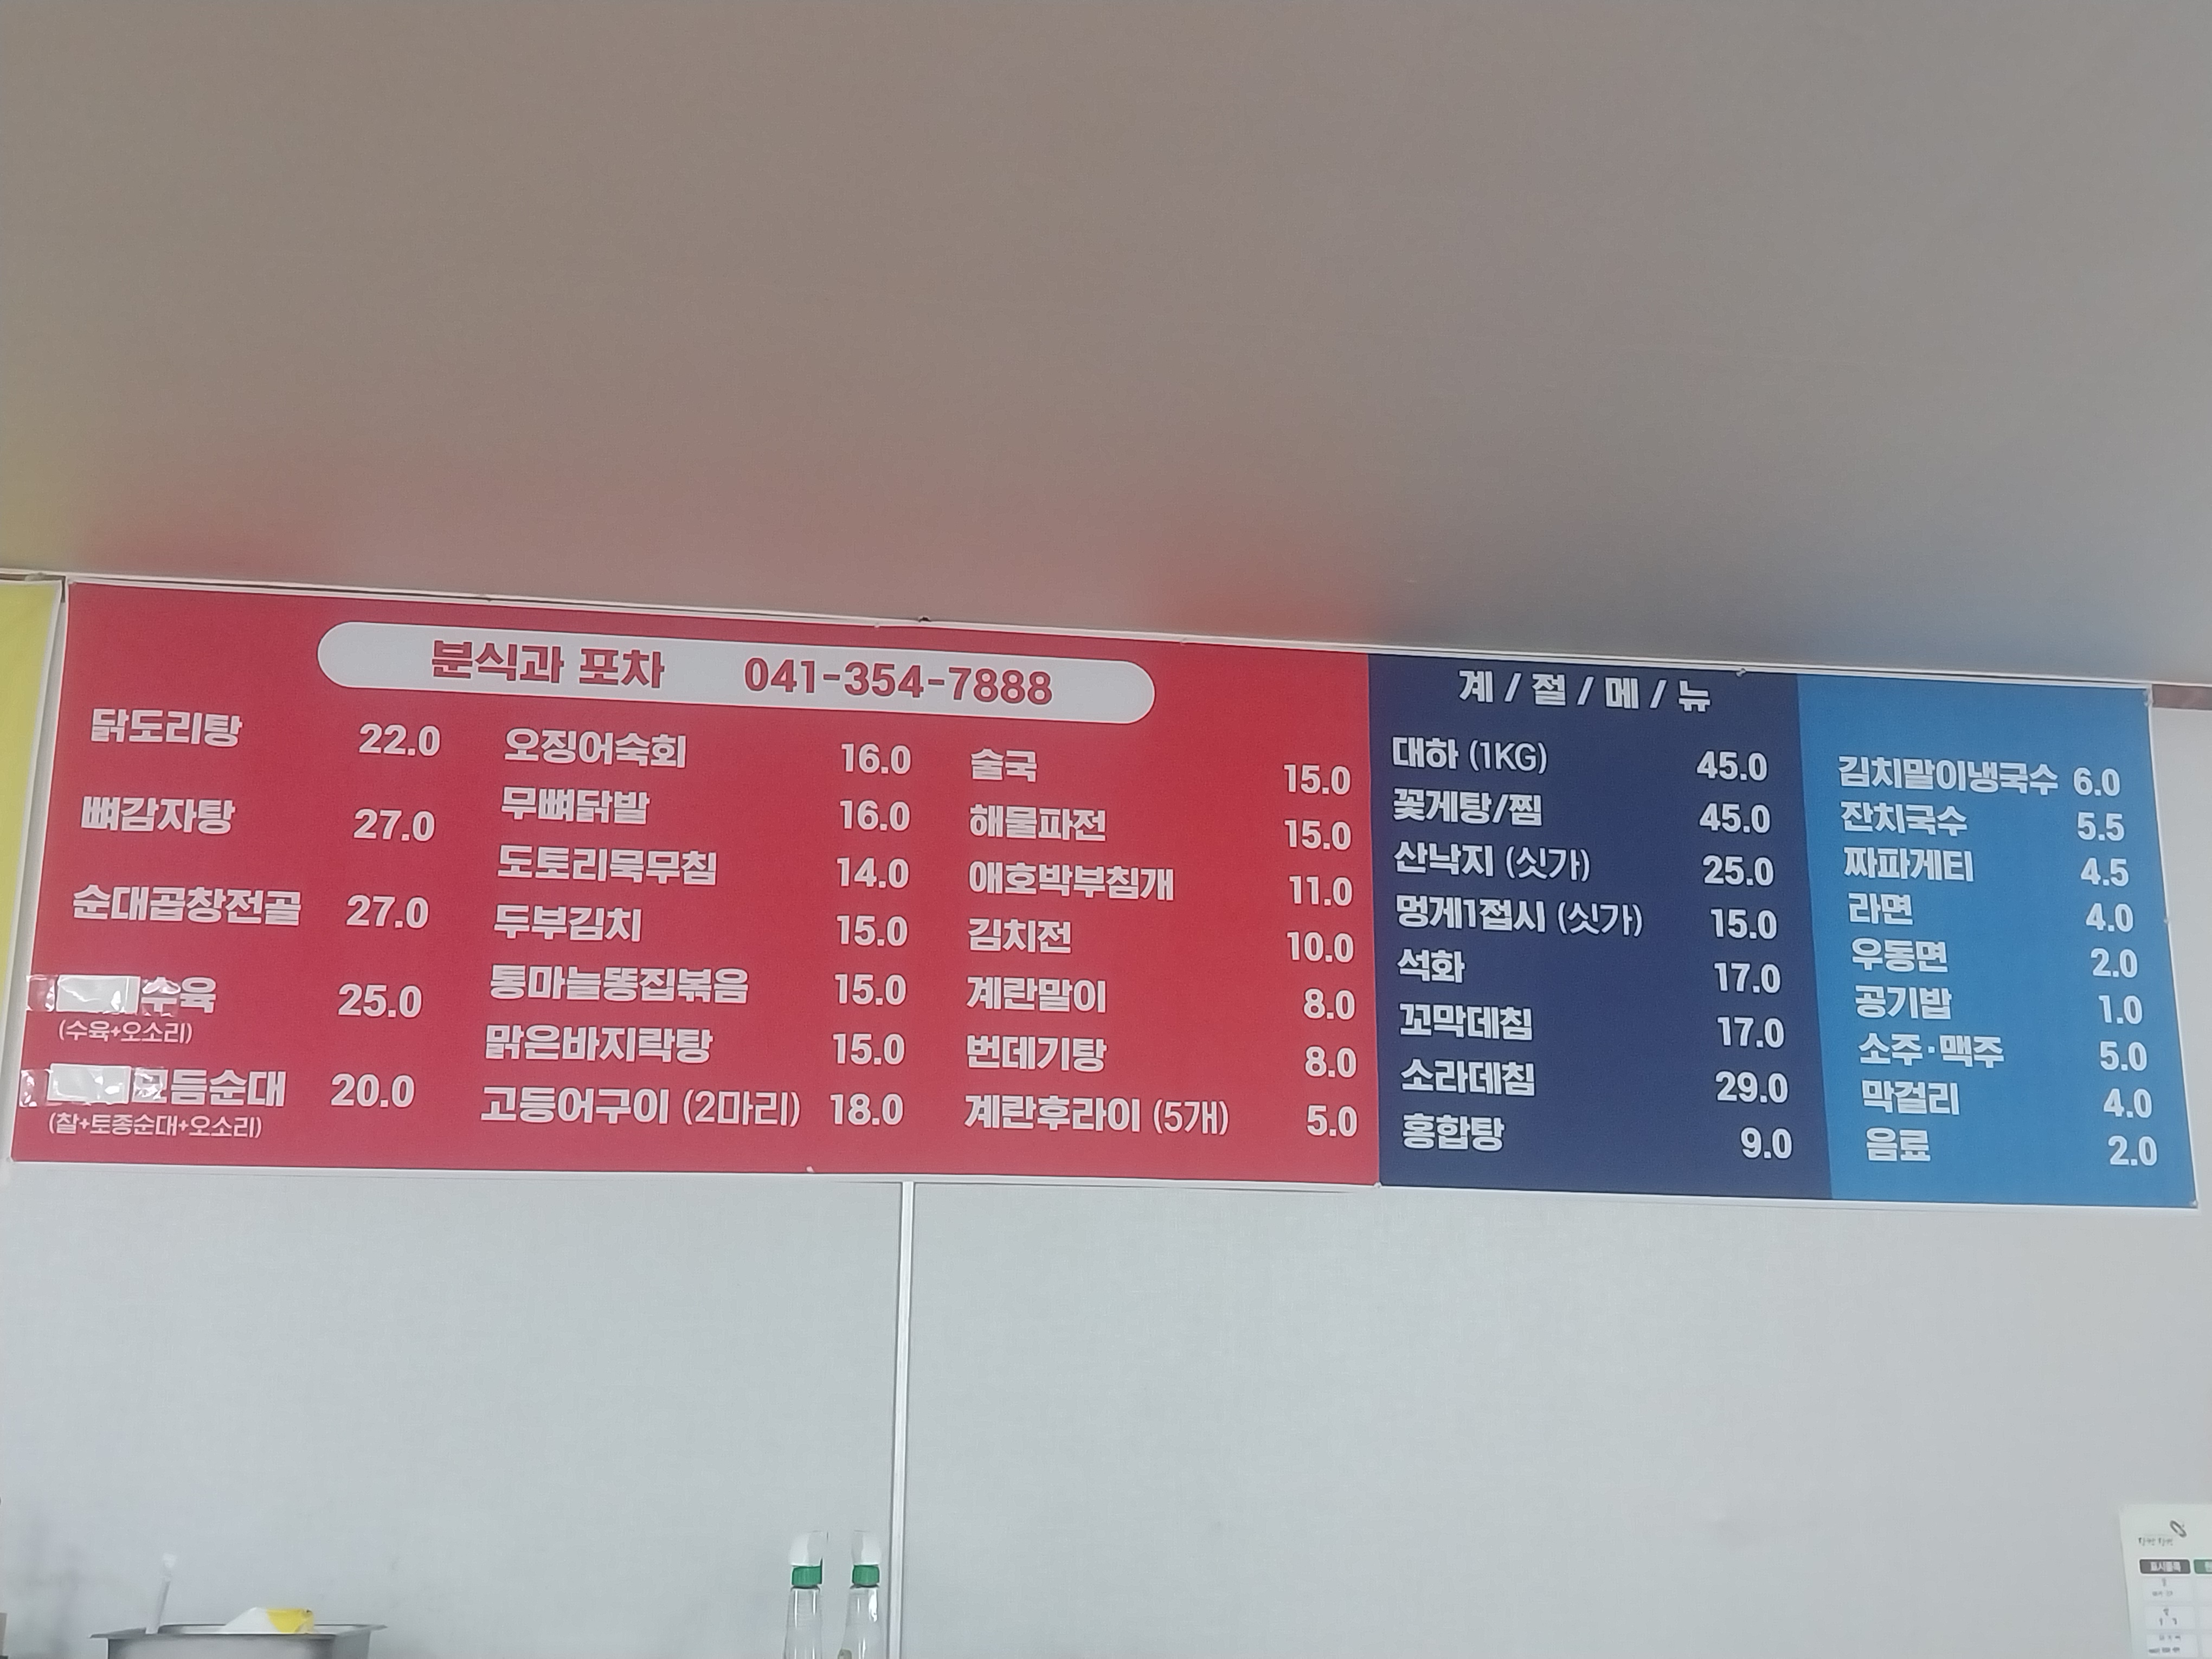 분식과 포차 041-354-7888
닭도리탕 22.0
뼈감자탕 27.0
순대곱창전골 27.0
수육 25.0
(수육+오소리)
모듬순대 20.0
(찰+토종순대+오소리)
오징어숙회 16.0
무뼈닭발 16.0
도토리묵무침 14.0
두부김치 15.0
통마늘똥집볶음 15.0
맑은바지락탕 15.0
고등어구이 (2마리) 18.0
술국 15.0
해물파전 15.0
애호박부침개 11.0
김치전 10.0
계란말이 8.0
번데기탕 8.0
계란후라이 (5개) 5.0
계 / 절 / 메 / 뉴
대하 (1KG) 45.0
꽃게탕/찜 45.0
산낙지 (싯가) 25.0
멍게1접시 (싯가) 15.0
석화 17.0
꼬막데침 17.0
소라데침 29.0
홍합탕 9.0
김치말이냉국수 6.0
잔치국수 5.5
짜파게티 4.5
라면 4.0
우동면 2.0
공기밥 1.0
소주·맥주 5.0
막걸리 4.0
음료 2.0